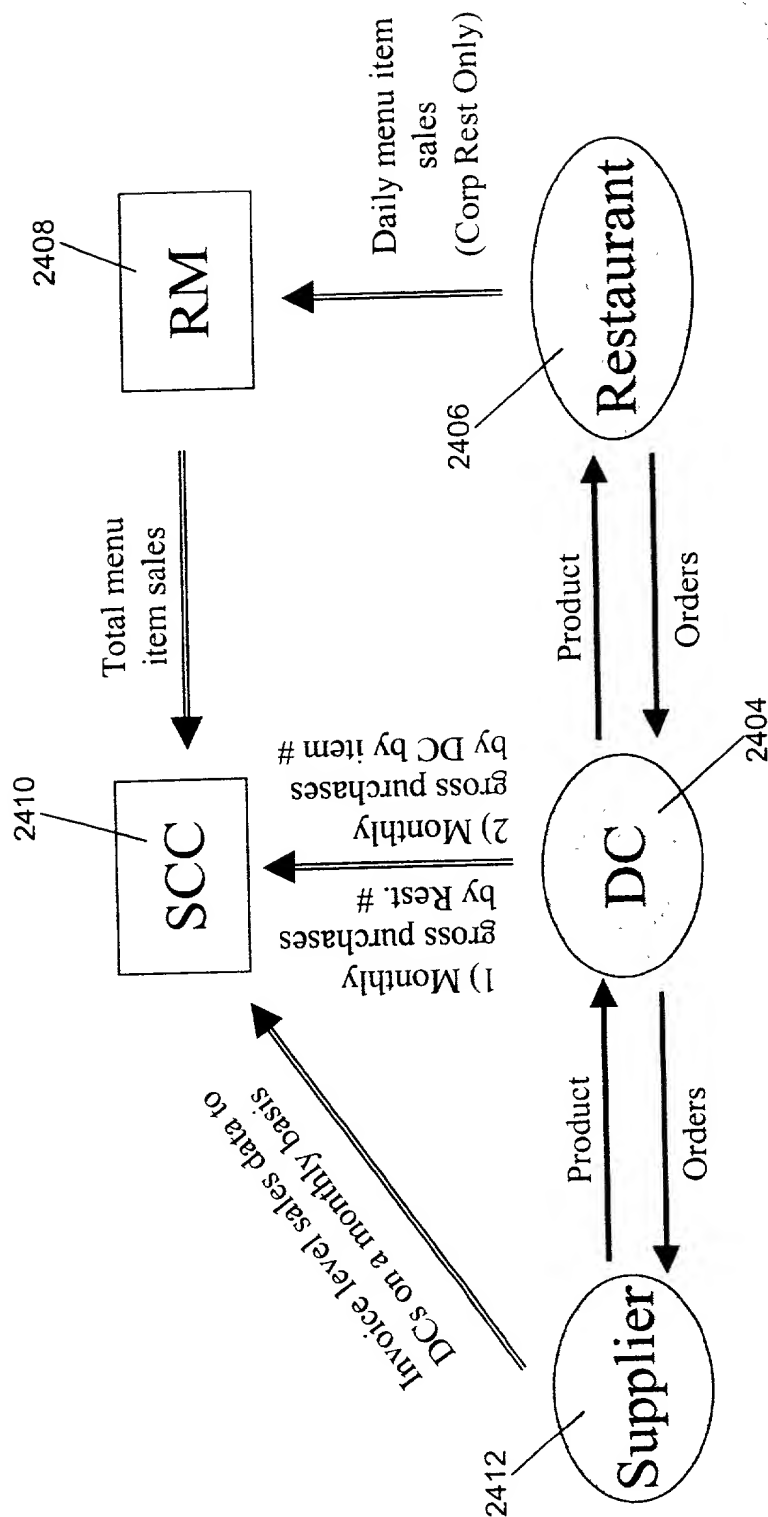 2408
RM
Daily menu item
sales
(Corp Rest Only)
2406
Restaurant
Total menu
item sales
Product
Orders
2410
SCC
1) Monthly
gross purchases
by Rest. #
2) Monthly
gross purchases
by DC by item #
DC
2404
Invoice level sales data to
DCs on a monthly basis
Product
Orders
Supplier
2412